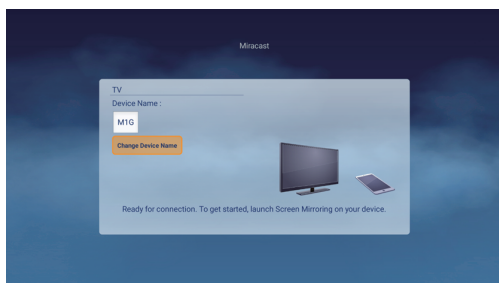 Miracast
TV
Device Name :
M1G
Change Device Name
Ready for connection. To get started, launch Screen Mirroring on your device.